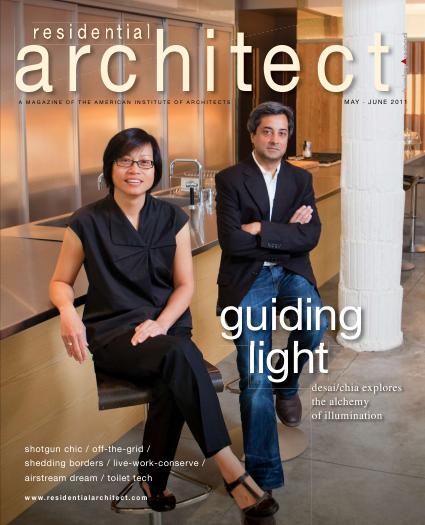 residential
architect
A MAGAZINE OF THE AMERICAN INSTITUTE OF ARCHITECTS
MAY - JUNE 2011
guiding
light
desai/chia explores
the alchemy
of illumination
shotgun chic / off-the-grid /
shedding borders / live-work-conserve /
airstream dream / toilet tech
www.residentialarchitect.com